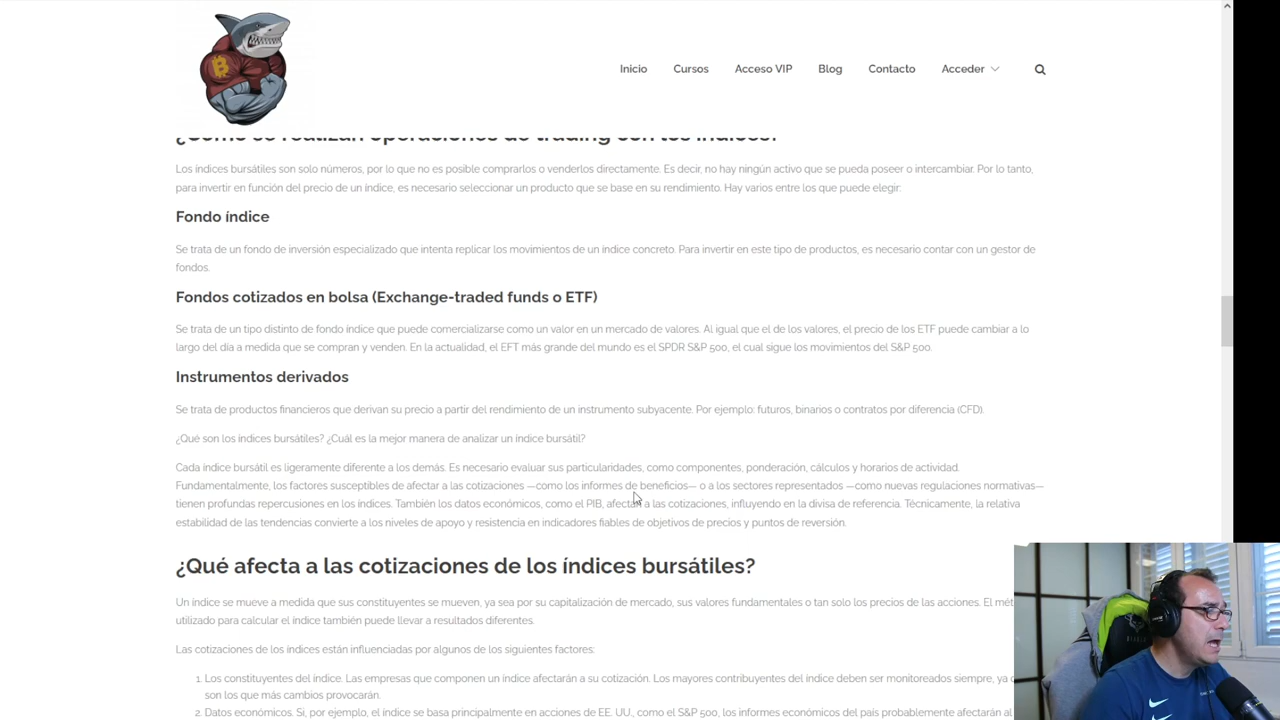 Inicio Cursos Acceso VIP Blog Contacto Acceder
¿Cómo se realizan operaciones de trading con los índices?
Los índices bursátiles son solo números, por lo que no es posible comprarlos o venderlos directamente. Es decir, no hay ningún activo que se pueda poseer o intercambiar. Por lo tanto,
para invertir en función del precio de un índice, es necesario seleccionar un producto que se base en su rendimiento. Hay varios entre los que puede elegir:
Fondo índice
Se trata de un fondo de inversión especializado que intenta replicar los movimientos de un índice concreto. Para invertir en este tipo de productos, es necesario contar con un gestor de
fondos.
Fondos cotizados en bolsa (Exchange-traded funds o ETF)
Se trata de un tipo distinto de fondo índice que puede comercializarse como un valor en un mercado de valores. Al igual que el de los valores, el precio de los ETF puede cambiar a lo
largo del día a medida que se compran y venden. En la actualidad, el EFT más grande del mundo es el SPDR S&P 500, el cual sigue los movimientos del S&P 500.
Instrumentos derivados
Se trata de productos financieros que derivan su precio a partir del rendimiento de un instrumento subyacente. Por ejemplo: futuros, binarios o contratos por diferencia (CFD).
¿Qué son los índices bursátiles? ¿Cuál es la mejor manera de analizar un índice bursátil?
Cada índice bursátil es ligeramente diferente a los demás. Es necesario evaluar sus particularidades, como componentes, ponderación, cálculos y horarios de actividad.
Fundamentalmente, los factores susceptibles de afectar a las cotizaciones —como los informes de beneficios— o a los sectores representados —como nuevas regulaciones normativas—
tienen profundas repercusiones en los índices. También los datos económicos, como el PIB, afectan a las cotizaciones, influyendo en la divisa de referencia. Técnicamente, la relativa
estabilidad de las tendencias convierte a los niveles de apoyo y resistencia en indicadores fiables de objetivos de precios y puntos de reversión.
¿Qué afecta a las cotizaciones de los índices bursátiles?
Un índice se mueve a medida que sus constituyentes se mueven, ya sea por su capitalización de mercado, sus valores fundamentales o tan solo los precios de las acciones. El
utilizado para calcular el índice también puede llevar a resultados diferentes.
Las cotizaciones de los índices están influenciadas por algunos de los siguientes factores:
1. Los constituyentes del índice: Las empresas que componen un índice afectarán a su cotización. Los mayores contribuyentes del índice deben ser monitoreados siempre, ya
son los que más cambios provocarán.
2. Datos económicos. Si, por ejemplo, el índice se basa principalmente en acciones de EE. UU., como el S&P 500, los informes económicos del país probablemente afectarán al